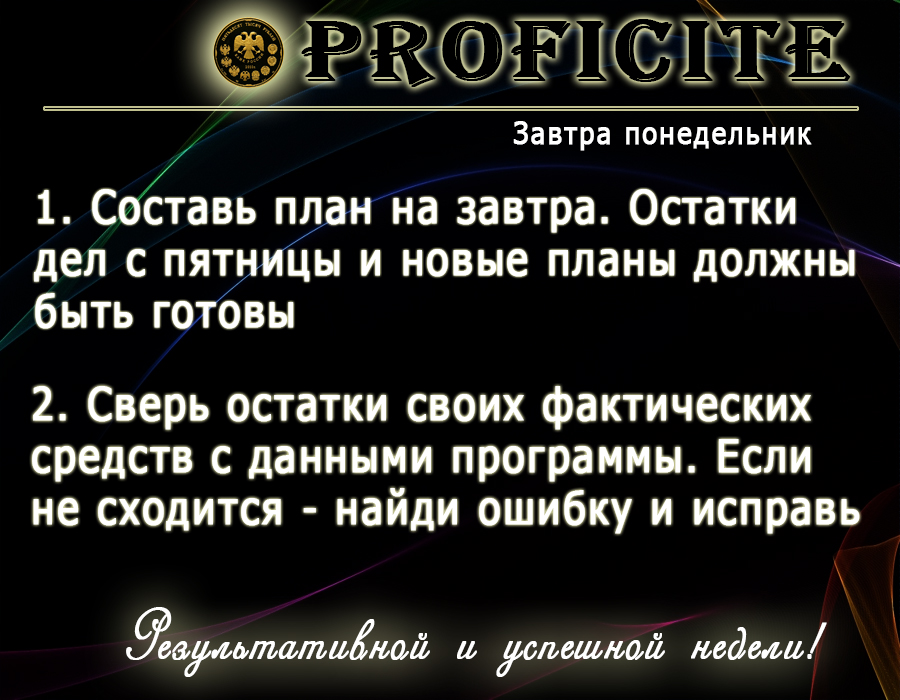 PROFICITE
Завтра понедельник
1. Составь план на завтра. Остатки
дел с пятницы и новые планы должны
быть готовы
2. Сверь остатки своих фактических
средств с данными программы. Если
не сходится - найди ошибку и исправь
Результативной и успешной недели!